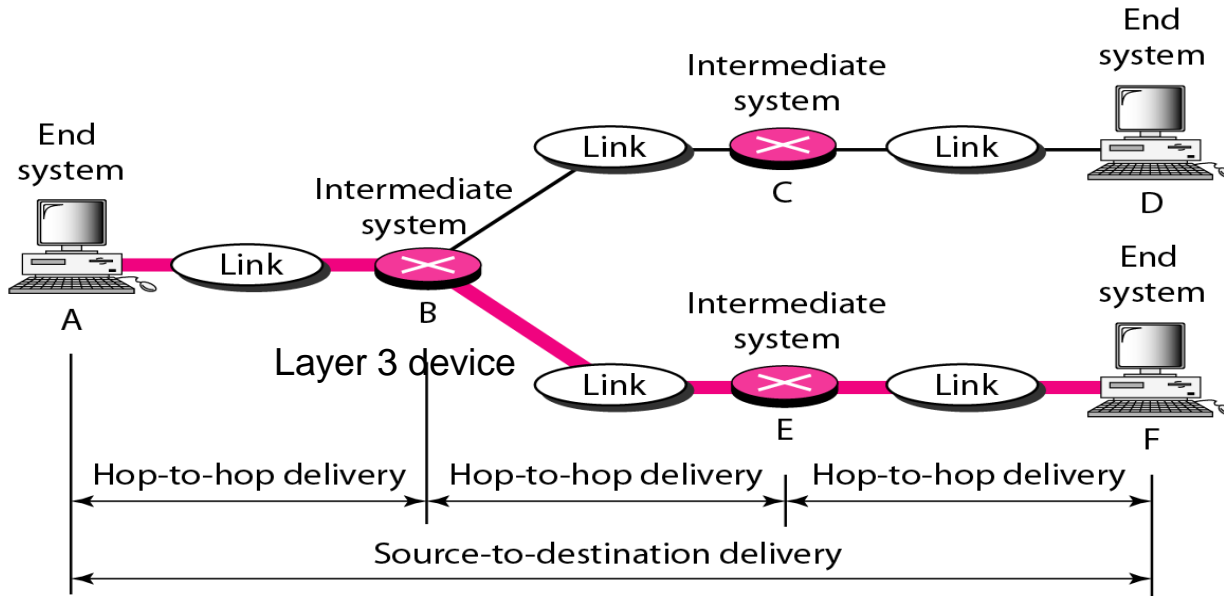 End
system
Intermediate
system
Link
Link
C
D
End
system
A
Link
Intermediate
system
B
Layer 3 device
Intermediate
system
Link
E
Link
End
system
F
Hop-to-hop delivery
Hop-to-hop delivery
Hop-to-hop delivery
Source-to-destination delivery